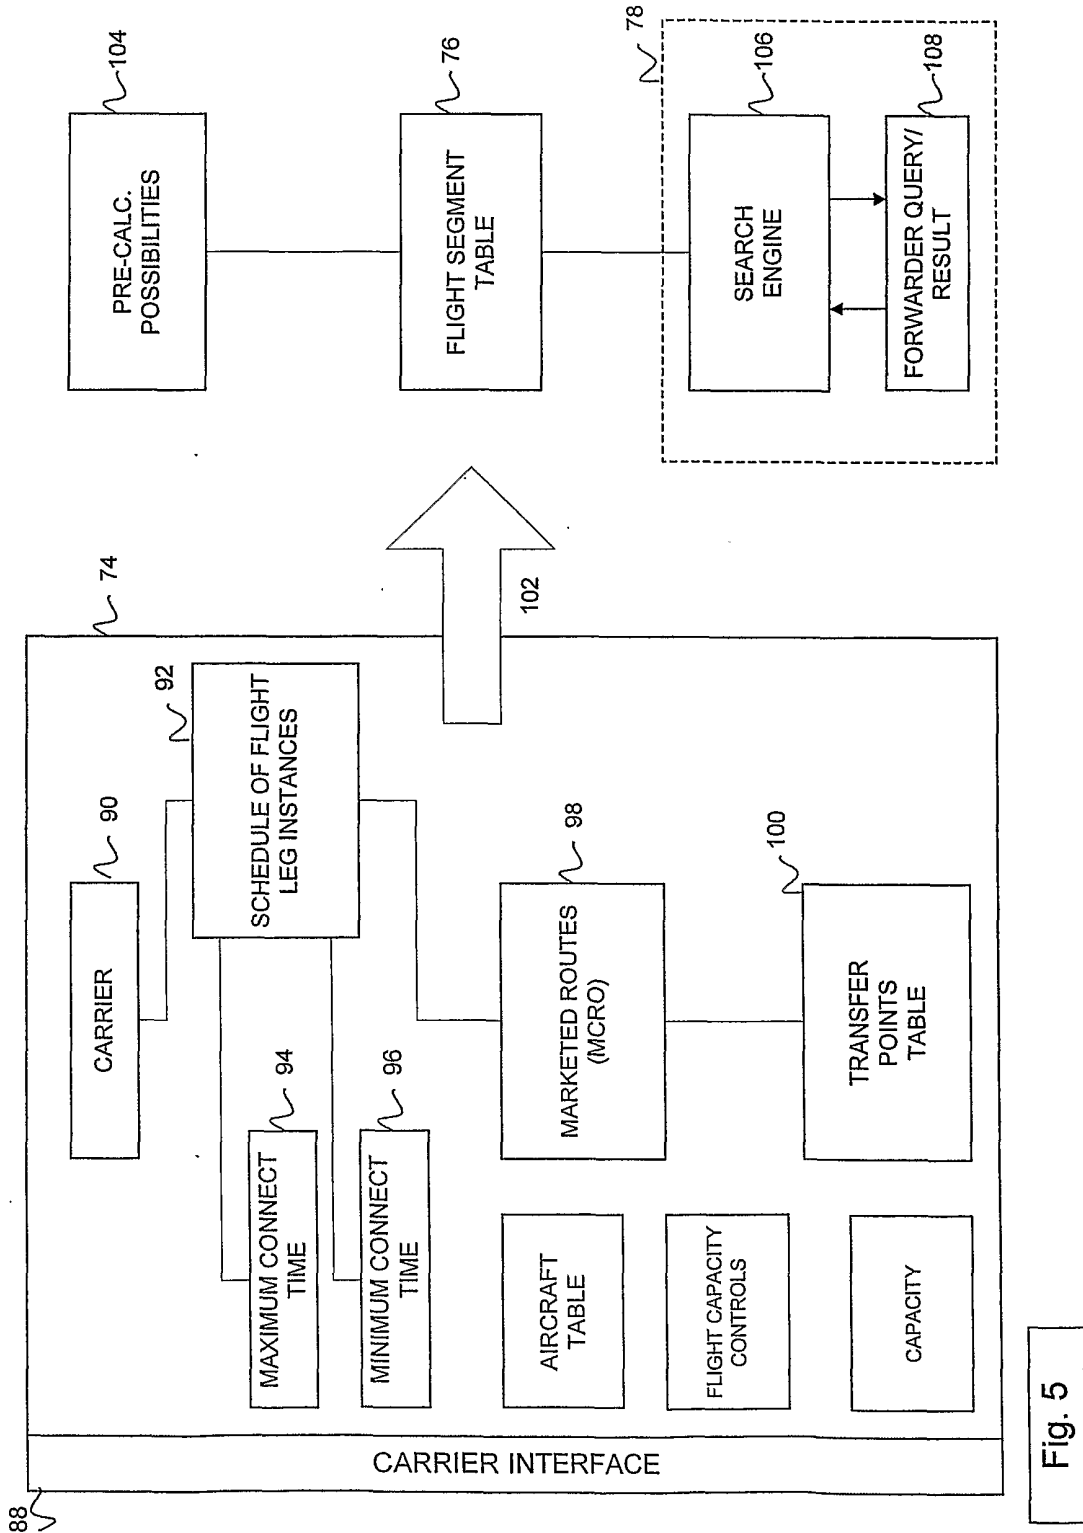 88
CARRIER INTERFACE
74
CARRIER
90
92
SCHEDULE OF FLIGHT
LEG INSTANCES
MAXIMUM CONNECT
TIME
94
MINIMUM CONNECT
TIME
96
MARKETED ROUTES
(MCRO)
98
100
TRANSFER
POINTS
TABLE
AIRCRAFT
TABLE
FLIGHT CAPACITY
CONTROLS
CAPACITY
102
PRE-CALC.
POSSIBILITIES
104
FLIGHT SEGMENT
TABLE
76
78
SEARCH
ENGINE
106
FORWARDER QUERY/
RESULT
108
Fig. 5